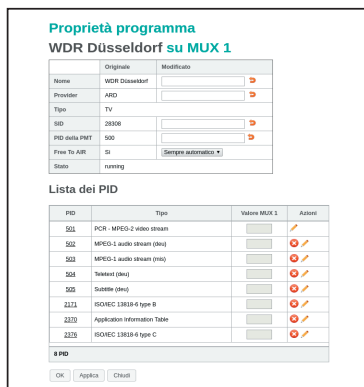 Proprietà programma
WDR Düsseldorf su MUX 1
Originale Modificato
Nome WDR Düsseldorf
Provider ARD
Tipo TV
SID 28308
PID della PMT 500
Free To AIR Sì Sempre automatico
Stato running
Lista dei PID
PID Tipo Valore MUX 1 Azioni
501 PCR - MPEG-2 video stream
502 MPEG-1 audio stream (deu)
503 MPEG-1 audio stream (mis)
504 Teletext (deu)
505 Subtitle (deu)
2171 ISO/IEC 13818-6 type B
2370 Application Information Table
2376 ISO/IEC 13818-6 type C
8 PID
OK Applica Chiudi